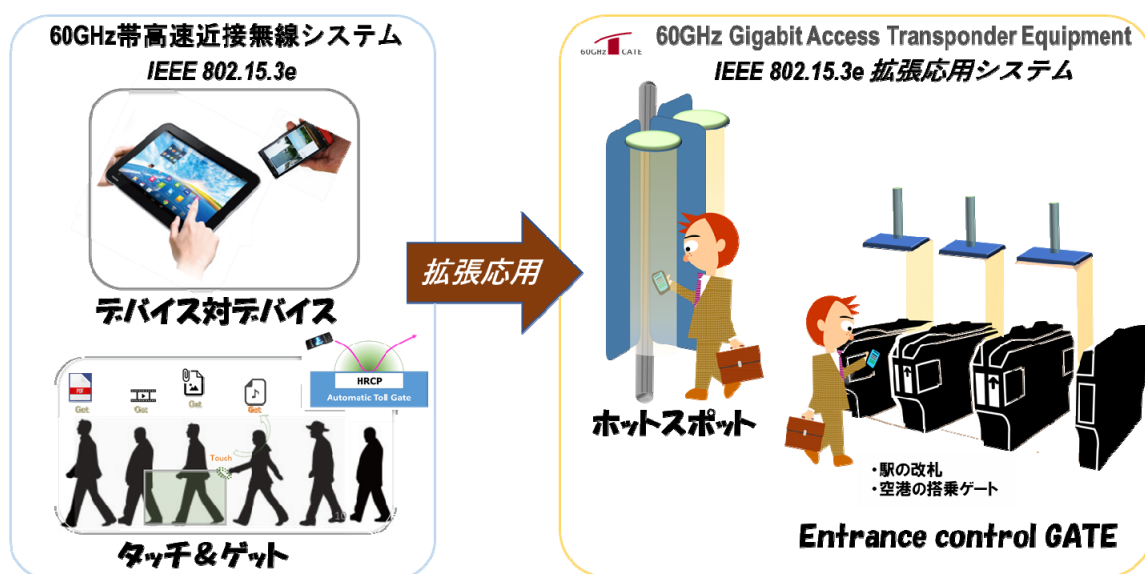 60GHz帯高速近接無線システム
IEEE 802.15.3e
デバイス対デバイス
HRCP
Automatic Toll Gate
PDF
Get
Get
Get
Get
Touch
10
タッチ&ゲット
拡張応用
60GHz GATE
60GHz Gigabit Access Transponder Equipment
IEEE 802.15.3e 拡張応用システム
ホットスポット
・駅の改札
・空港の搭乗ゲート
Entrance control GATE